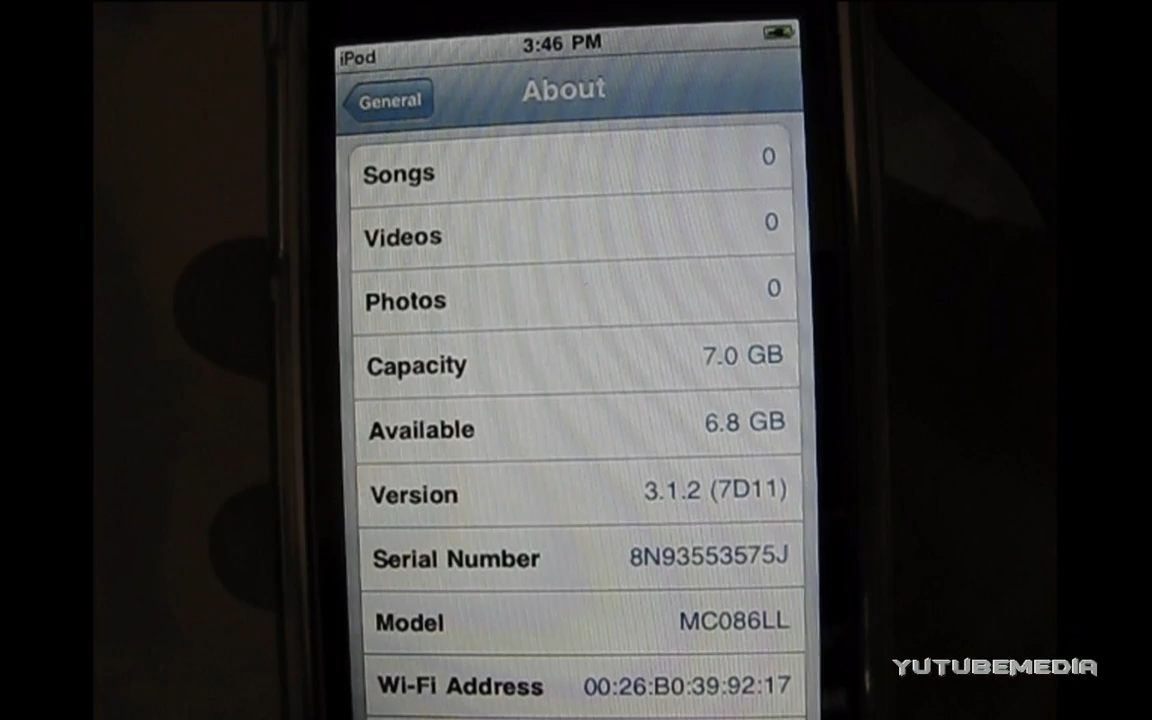 iPod 3:46 PM
General About
Songs 0
Videos 0
Photos 0
Capacity 7.0 GB
Available 6.8 GB
Version 3.1.2 (7D11)
Serial Number 8N93553575J
Model MC086LL
Wi-Fi Address 00:26:B0:39:92:17
YUTUBEMEDIA